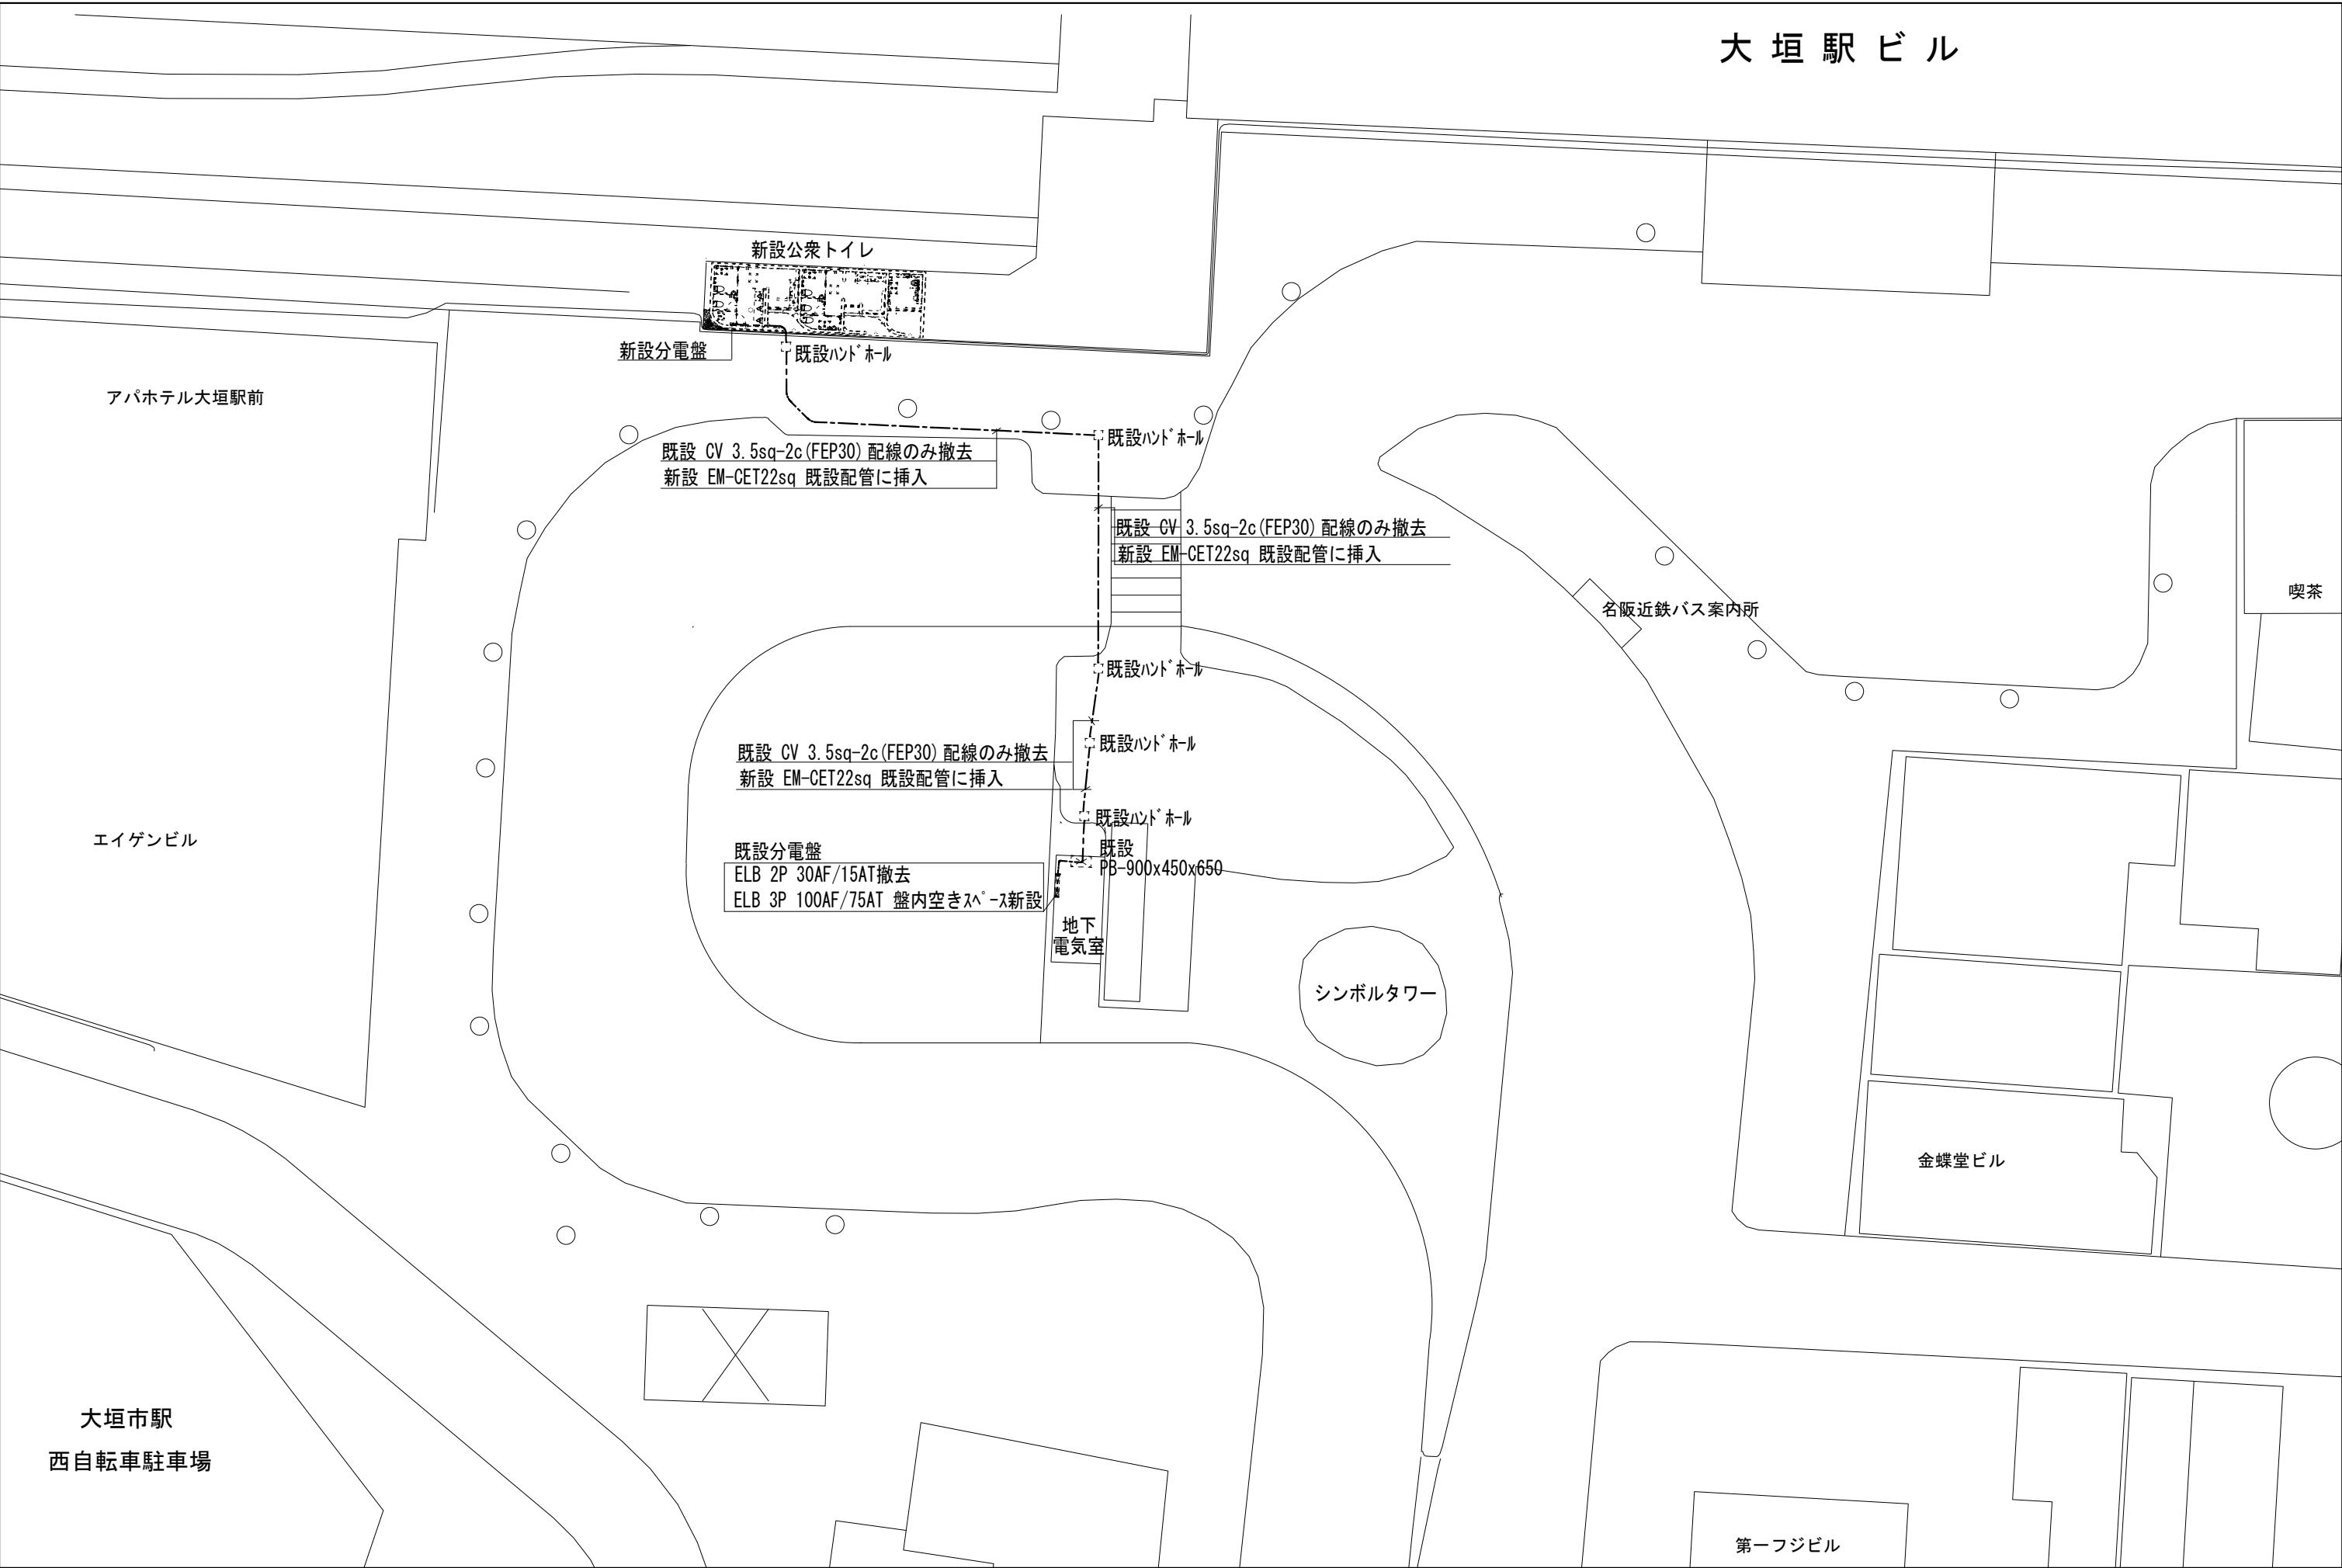 大垣駅ビル
新設公衆トイレ
新設分電盤
既設ﾊﾝﾄﾞﾎｰﾙ
アパホテル大垣駅前
既設ﾊﾝﾄﾞﾎｰﾙ
既設 CV 3.5sq-2c(FEP30)配線のみ撤去
新設 EM-CET22sq 既設配管に挿入
既設 CV 3.5sq-2c(FEP30)配線のみ撤去
新設 EM-CET22sq 既設配管に挿入
喫茶
名阪近鉄バス案内所
既設ﾊﾝﾄﾞﾎｰﾙ
既設ﾊﾝﾄﾞﾎｰﾙ
既設 CV 3.5sq-2c(FEP30)配線のみ撤去
新設 EM-CET22sq 既設配管に挿入
既設ﾊﾝﾄﾞﾎｰﾙ
エイゲンビル
既設
PB-900x450x650
既設分電盤
ELB 2P 30AF/15AT撤去
ELB 3P 100AF/75AT 盤内空きｽﾍﾟｰｽ新設
地下
電気室
シンボルタワー
金蝶堂ビル
大垣市駅
西自転車駐車場
第一フジビル